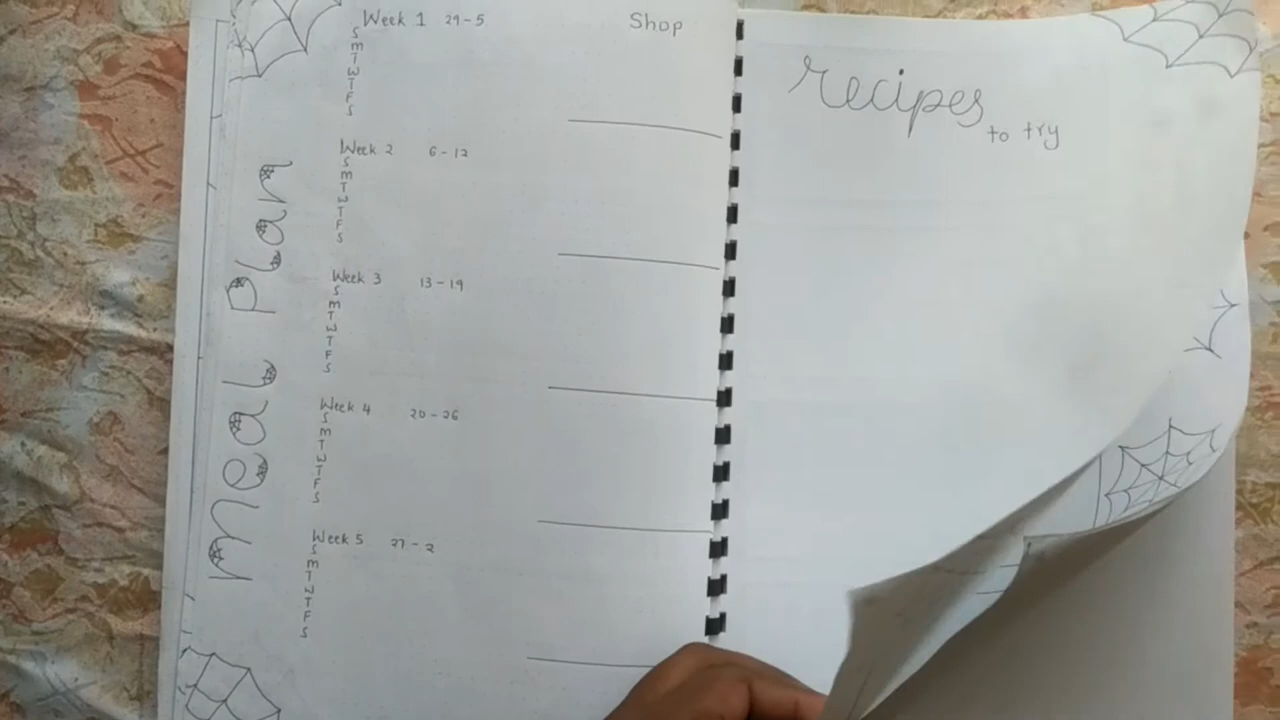 meal plan
Week 1 29-5
S
M
T
W
T
F
S
Shop
Week 2 6-12
S
M
T
W
T
F
S
Week 3 13-19
S
M
T
W
T
F
S
Week 4 20-26
S
M
T
W
T
F
S
Week 5 27-2
S
M
T
W
T
F
S
recipes
to try